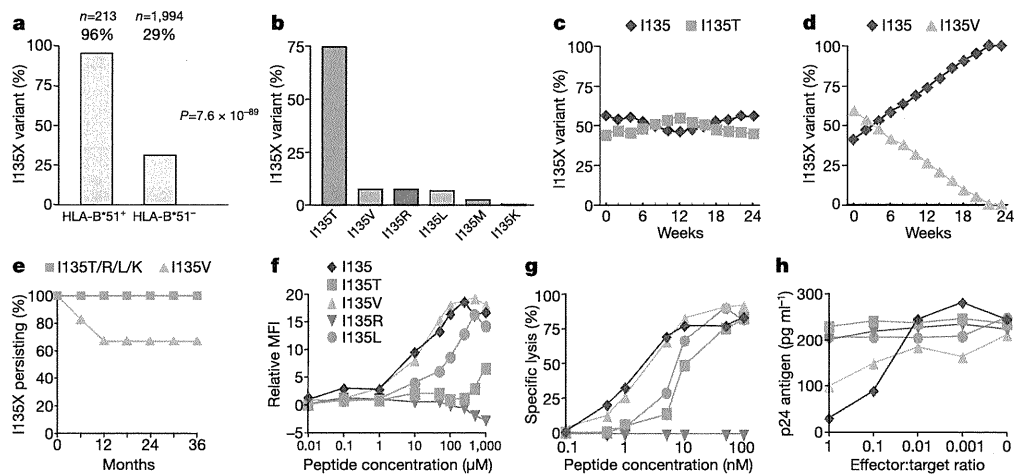 a
n=213 n=1,994
96% 29%
I135X variant (%)
100
75
50
25
0
P=7.6 × 10⁻⁸⁹
HLA-B*51⁺ HLA-B*51⁻
b
I135X variant (%)
75
50
25
0
I135T I135V I135R I135L I135M I135K
c
I135 I135T
I135X variant (%)
100
75
50
25
0
0 6 12 18 24
Weeks
d
I135 I135V
I135X variant (%)
100
75
50
25
0
0 6 12 18 24
Weeks
e
I135T/R/L/K I135V
I135X persisting (%)
100
80
60
40
20
0
0 12 24 36
Months
f
I135
I135T
I135V
I135R
I135L
Relative MFI
20
15
10
5
0
−5
0.01 0.1 1 10 100 1,000
Peptide concentration (µM)
g
Specific lysis (%)
100
75
50
25
0
0.1 1 10 100
Peptide concentration (nM)
h
p24 antigen (pg ml⁻¹)
300
200
100
0
1 0.1 0.01 0.001 0
Effector:target ratio